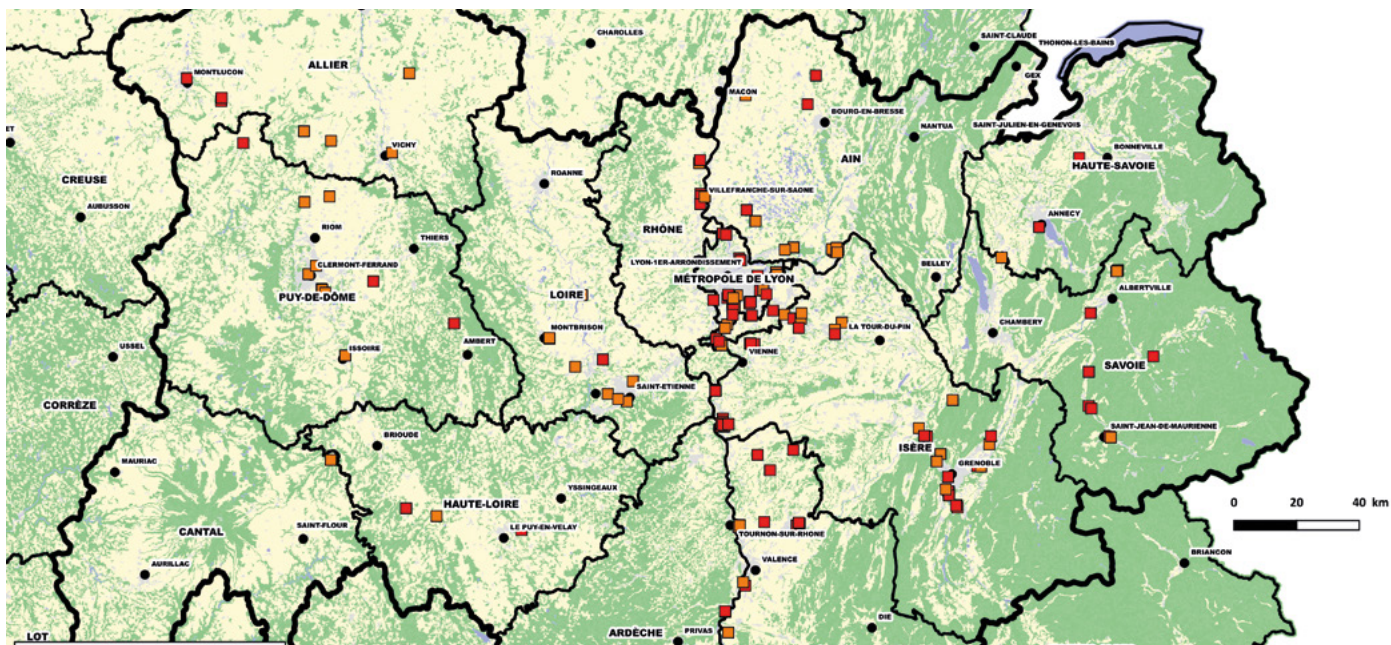 CHAROLLES
SAINT-CLAUDE
THONON-LES-BAINS
GEX
ALLIER
MONTLUCON
MACON
BOURG-EN-BRESSE
NANTUA
SAINT-JULIEN-EN-GENEVOIS
BONNEVILLE
HAUTE-SAVOIE
ET
VICHY
AIN
CREUSE
ROANNE
AUBUSSON
VILLEFRANCHE-SUR-SAONE
ANNECY
RIOM
RHÔNE
THIERS
LYON-1ER-ARRONDISSEMENT
BELLEY
CLERMONT-FERRAND
MÉTROPOLE DE LYON
ALBERTVILLE
PUY-DE-DÔME
LOIRE
MONTBRISON
LA TOUR-DU-PIN
CHAMBERY
AMBERT
USSEL
ISSOIRE
VIENNE
SAVOIE
SAINT-ETIENNE
CORRÈZE
SAINT-JEAN-DE-MAURIENNE
BRIOUDE
ISÈRE
MAURIAC
GRENOBLE
YSSINGEAUX
HAUTE-LOIRE
0 20 40 km
CANTAL
SAINT-FLOUR
LE PUY-EN-VELAY
TOURNON-SUR-RHONE
BRIANCON
VALENCE
AURILLAC
DIE
LOT
ARDÈCHE
PRIVAS